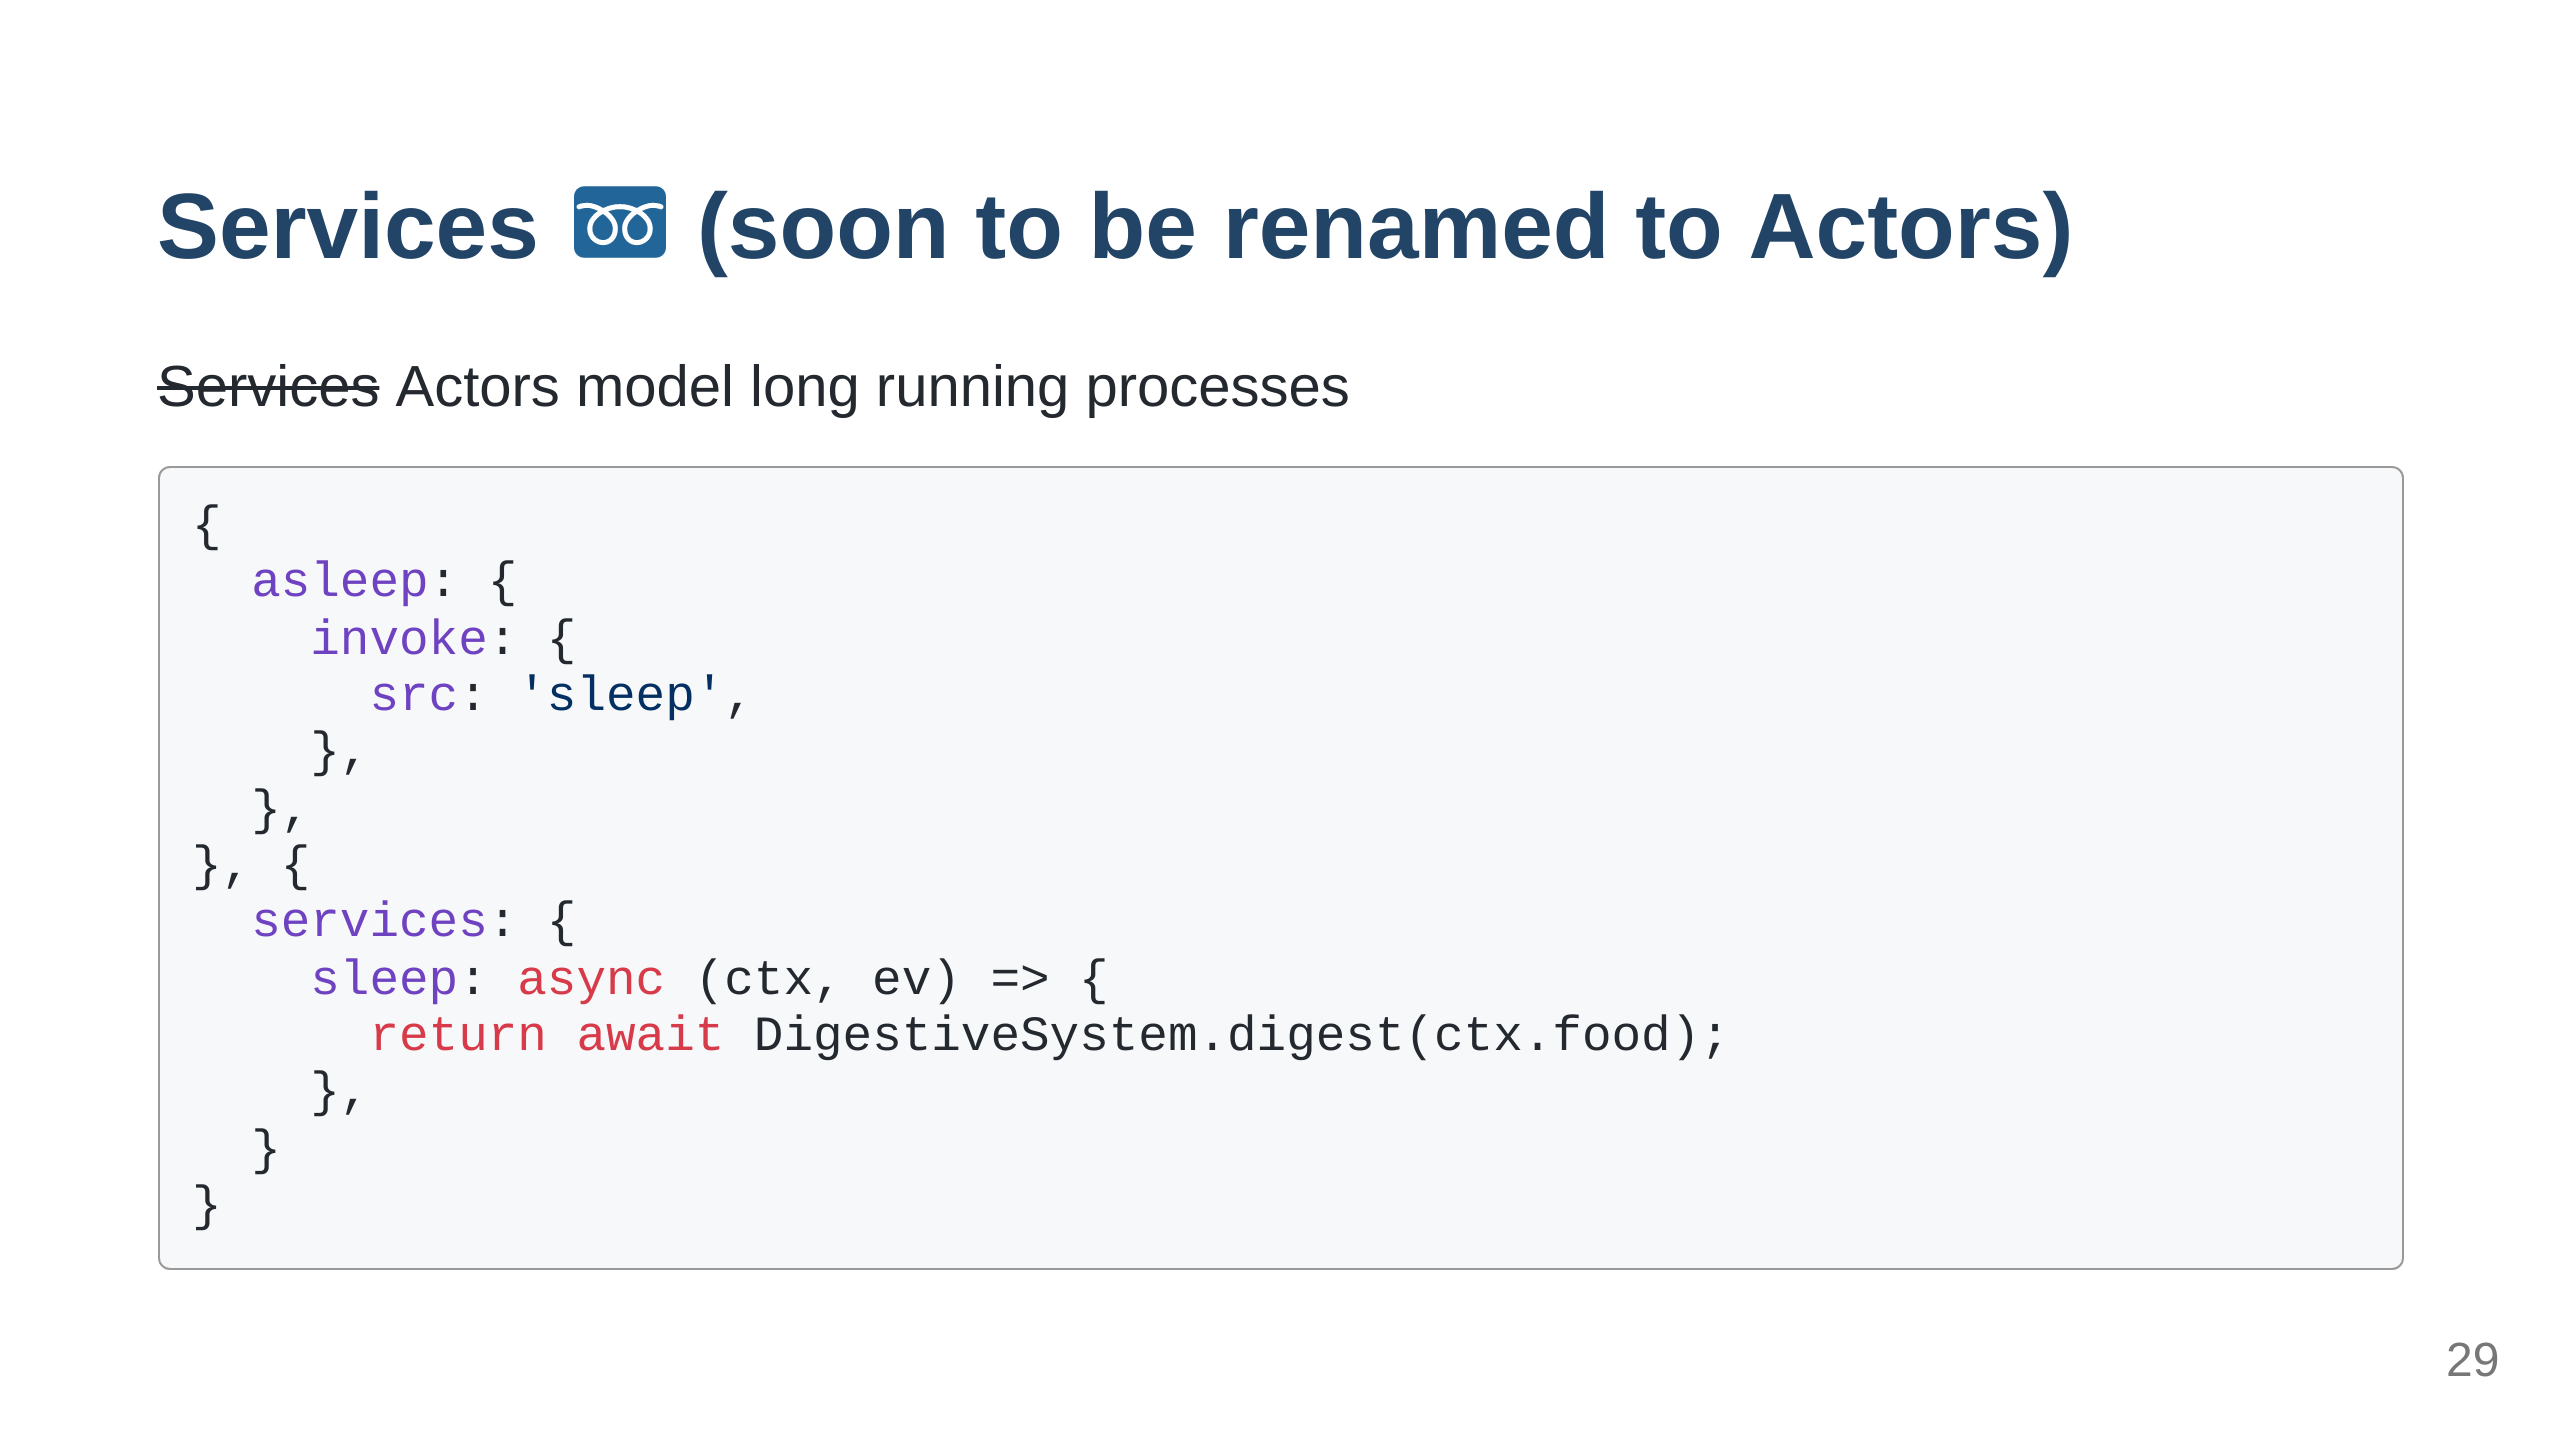 Services ➿ (soon to be renamed to Actors)
Services Actors model long running processes
{
  asleep: {
    invoke: {
      src: 'sleep',
    },
  },
}, {
  services: {
    sleep: async (ctx, ev) => {
      return await DigestiveSystem.digest(ctx.food);
    },
  }
}
29